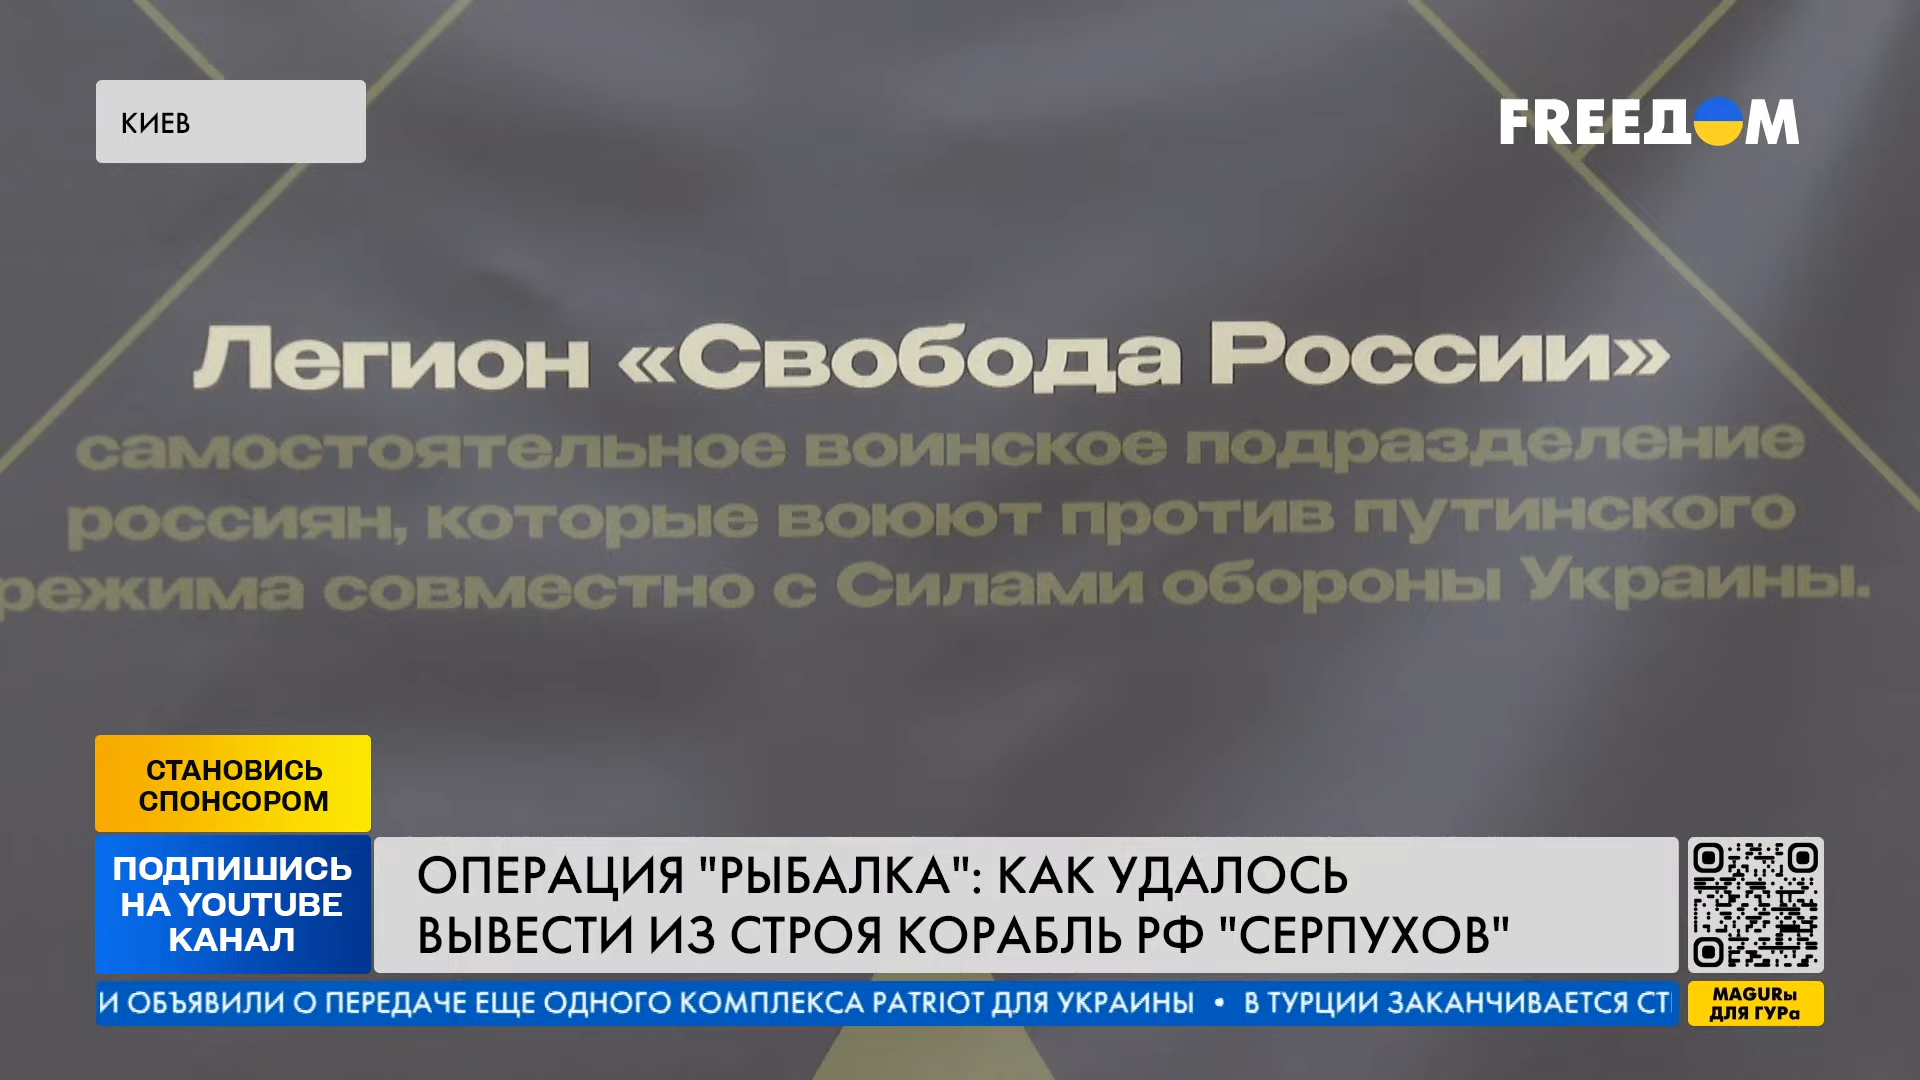 КИЕВ
FREEДOM
Легион «Свобода России»
самостоятельное воинское подразделение
россиян, которые воюют против путинского
режима совместно с Силами обороны Украины.
СТАНОВИСЬ
СПОНСОРОМ
ПОДПИШИСЬ
НА YOUTUBE
КАНАЛ
ОПЕРАЦИЯ "РЫБАЛКА": КАК УДАЛОСЬ
ВЫВЕСТИ ИЗ СТРОЯ КОРАБЛЬ РФ "СЕРПУХОВ"
И ОБЪЯВИЛИ О ПЕРЕДАЧЕ ЕЩЕ ОДНОГО КОМПЛЕКСА PATRIOT ДЛЯ УКРАИНЫ • В ТУРЦИИ ЗАКАНЧИВАЕТСЯ
MAGURы
ДЛЯ ГУРа